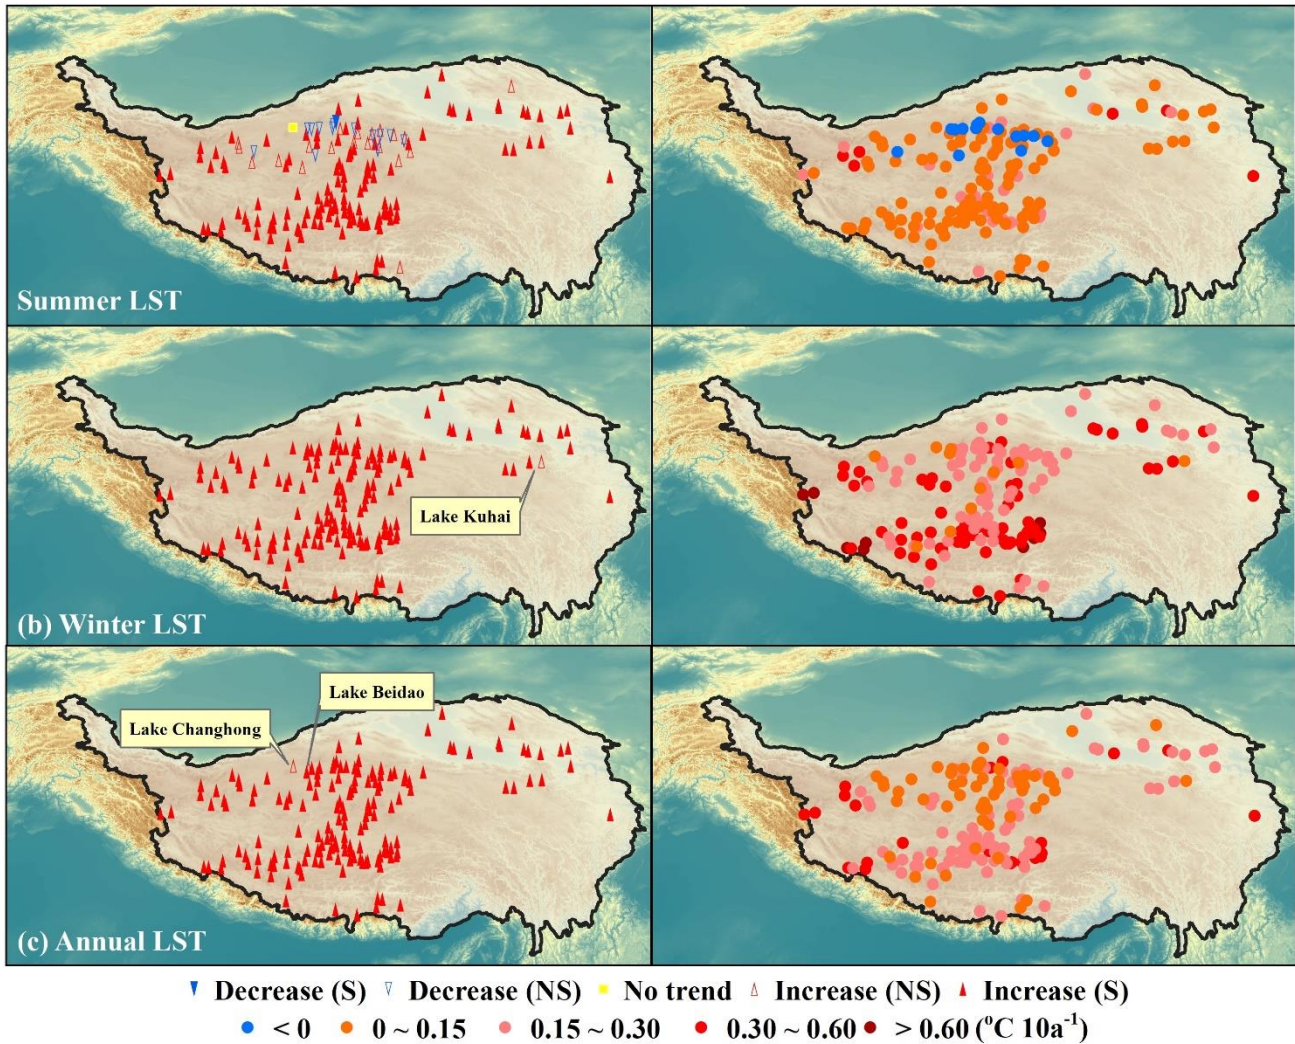 Summer LST
Lake Kuhai
(b) Winter LST
Lake Beidao
Lake Changhong
(c) Annual LST
Decrease (S) Decrease (NS) No trend Increase (NS) Increase (S)
< 0 0 ~ 0.15 0.15 ~ 0.30 0.30 ~ 0.60 > 0.60 (°C 10a⁻¹)